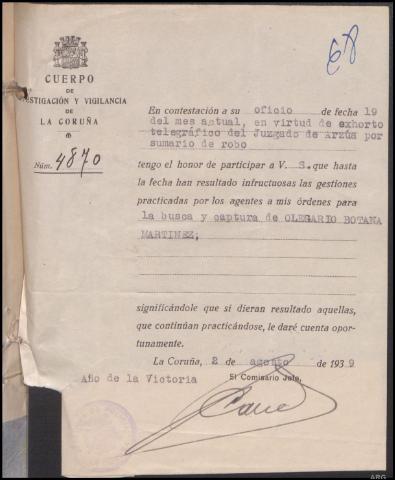 68
CUERPO
DE
INVESTIGACIÓN Y VIGILANCIA
DE
LA CORUÑA
Núm. 4870
En contestación a su oficio de fecha 19
del mes actual, en virtud de exhorto
telegráfico del Juzgado de Arzúa por
sumario de robo
tengo el honor de participar a V. S. que hasta
la fecha han resultado infructuosas las gestiones
practicadas por los agentes a mis órdenes para
la busca y captura de OLEGARIO BOTANA
MARTINEZ;
significándole que si dieran resultado aquellas,
que continúan practicándose, le daré cuenta opor-
tunamente.
La Coruña, 2 de agosto de 1939
Año de la Victoria
El Comisario Jefe,
ARG